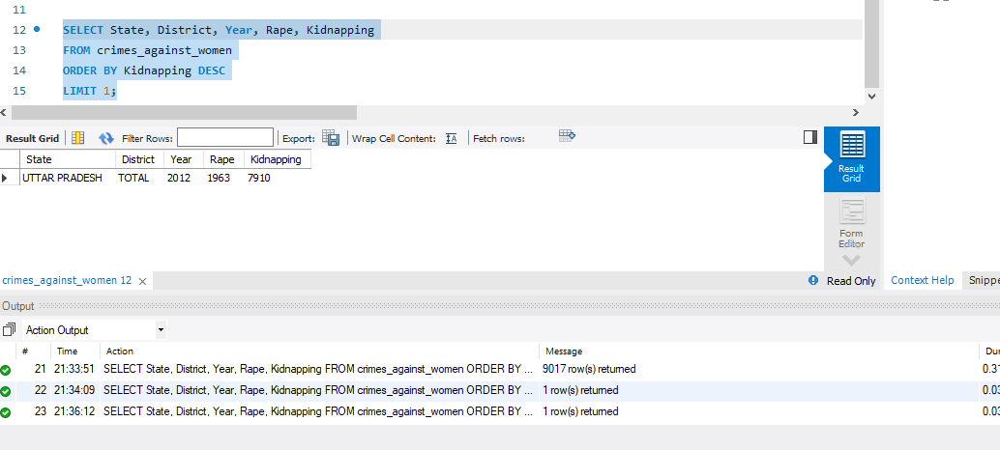 11
12 SELECT State, District, Year, Rape, Kidnapping
13 FROM crimes_against_women
14 ORDER BY Kidnapping DESC
15 LIMIT 1;
Result Grid Filter Rows: Export: Wrap Cell Content: Fetch rows:
State District Year Rape Kidnapping
UTTAR PRADESH TOTAL 2012 1963 7910
Result Grid
Form Editor
crimes_against_women 12 Read Only Context Help Snippe
Output
Action Output
# Time Action Message Du
21 21:33:51 SELECT State, District, Year, Rape, Kidnapping FROM crimes_against_women ORDER BY ... 9017 row(s) returned 0.31
22 21:34:09 SELECT State, District, Year, Rape, Kidnapping FROM crimes_against_women ORDER BY ... 1 row(s) returned 0.03
23 21:36:12 SELECT State, District, Year, Rape, Kidnapping FROM crimes_against_women ORDER BY ... 1 row(s) returned 0.03